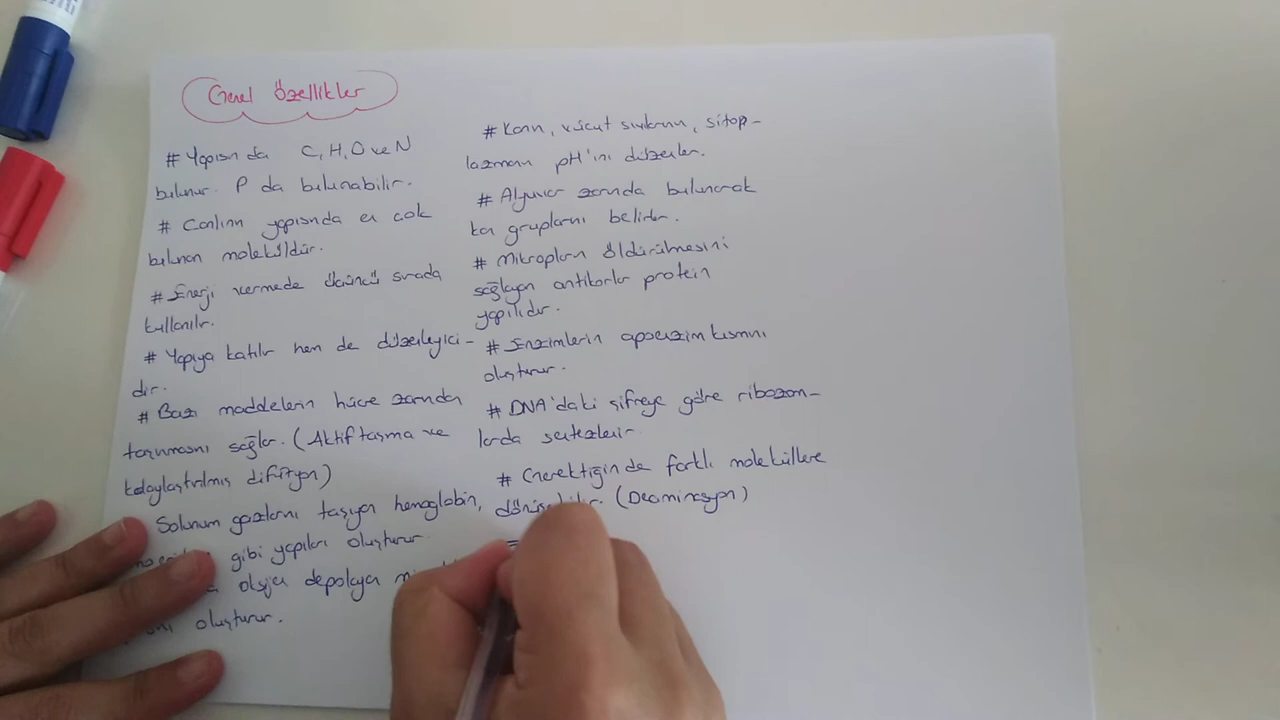 Genel Özellikler
# Yapısında C, H, O ve N
bulunur. P da bulunabilir.
# Canlının yapısında en çok
bulunan moleküldür.
# Enerji vermede üçüncü sırada
kullanılır.
# Yapıya katılır hem de düzenleyici-
dir.
# Bazı maddelerin hücre zarından
taşınmasını sağlar. (Aktif taşıma ve
kolaylaştırılmış difüzyon)
Solunum gazlarını taşıyan hemoglobin,
gibi yapıları oluşturur.
oksijen depolayan
oluşturur.
# Kanın, vücut sıvılarının, sitop-
lazmanın pH'ını düzenler.
# Alyuvar zarında bulunarak
kan gruplarını belirler.
# Mikropların öldürülmesini
sağlayan antikorlar protein
yapılıdır.
# Enzimlerin apoenzim kısmını
oluşturur.
# DNA'daki şifreye göre ribozom-
larda sentezlenir.
# Gerektiğinde farklı moleküllere
(Deaminasyon)